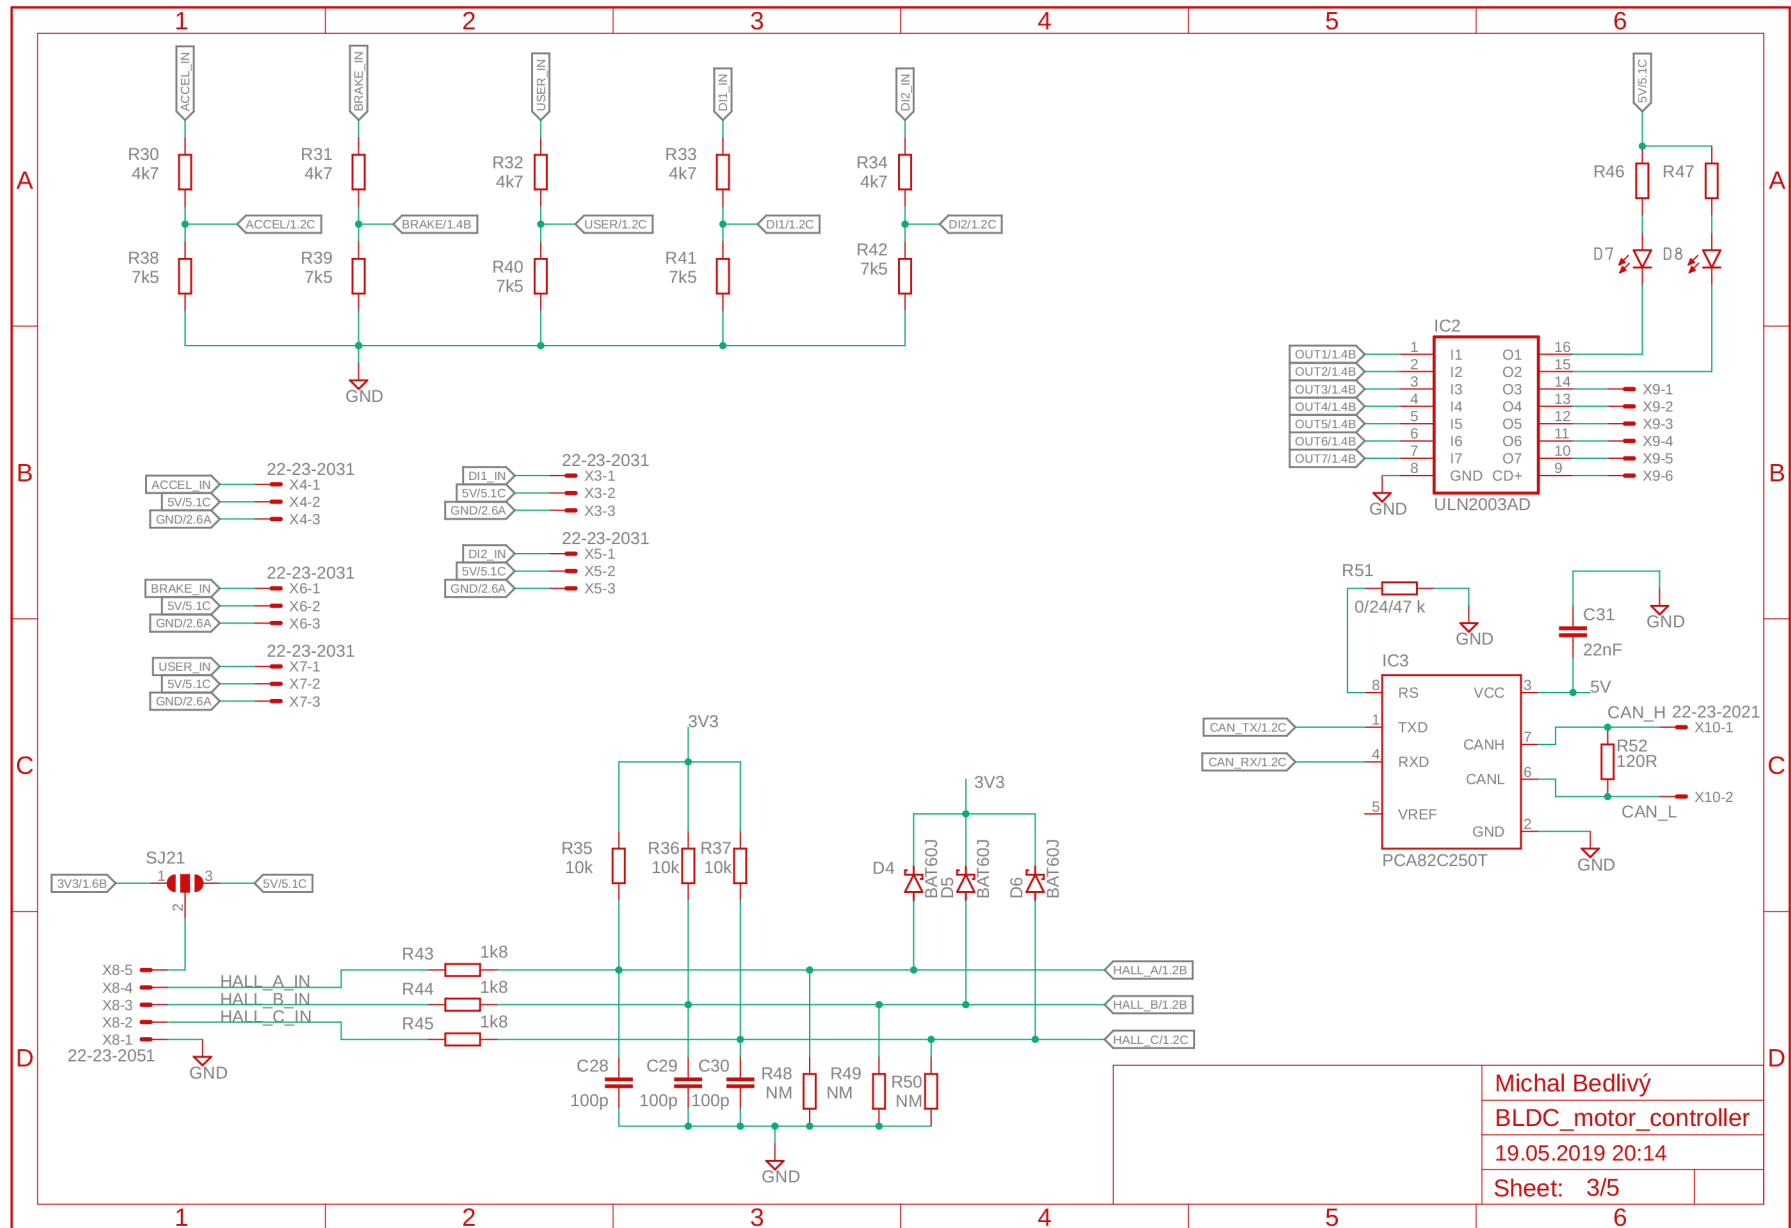 1 2 3 4 5 6
A A
B B
C C
D D
ACCEL_IN
BRAKE_IN
USER_IN
DI1_IN
DI2_IN
R30
4k7
R31
4k7
R32
4k7
R33
4k7
R34
4k7
ACCEL/1.2C
BRAKE/1.4B
USER/1.2C
DI1/1.2C
DI2/1.2C
R38
7k5
R39
7k5
R40
7k5
R41
7k5
R42
7k5
GND
5V/5.1C
R46
R47
D7
D8
IC2
OUT1/1.4B 1 I1 O1 16
OUT2/1.4B 2 I2 O2 15
OUT3/1.4B 3 I3 O3 14 X9-1
OUT4/1.4B 4 I4 O4 13 X9-2
OUT5/1.4B 5 I5 O5 12 X9-3
OUT6/1.4B 6 I6 O6 11 X9-4
OUT7/1.4B 7 I7 O7 10 X9-5
8 GND CD+ 9 X9-6
GND
ULN2003AD
22-23-2031
ACCEL_IN X4-1
5V/5.1C X4-2
GND/2.6A X4-3
22-23-2031
DI1_IN X3-1
5V/5.1C X3-2
GND/2.6A X3-3
22-23-2031
DI2_IN X5-1
5V/5.1C X5-2
GND/2.6A X5-3
22-23-2031
BRAKE_IN X6-1
5V/5.1C X6-2
GND/2.6A X6-3
22-23-2031
USER_IN X7-1
5V/5.1C X7-2
GND/2.6A X7-3
R51
0/24/47 k
GND
C31
22nF
GND
IC3
8 RS VCC 3 5V
CAN_TX/1.2C 1 TXD
CANH 7
CAN_RX/1.2C 4 RXD
CANL 6
5 VREF
GND 2
GND
PCA82C250T
CAN_H 22-23-2021
X10-1
R52
120R
X10-2
CAN_L
3V3
R35
10k
R36
10k
R37
10k
3V3
D4
BAT60J
D5
BAT60J
D6
BAT60J
SJ21
3V3/1.6B 1 3 5V/5.1C
2
X8-5
X8-4 HALL_A_IN
X8-3 HALL_B_IN
X8-2 HALL_C_IN
X8-1
22-23-2051
GND
R43 1k8
R44 1k8
R45 1k8
HALL_A/1.2B
HALL_B/1.2B
HALL_C/1.2C
C28
100p
C29
100p
C30
100p
R48
NM
R49
NM
R50
NM
GND
Michal Bedlivý
BLDC_motor_controller
19.05.2019 20:14
Sheet: 3/5
1 2 3 4 5 6